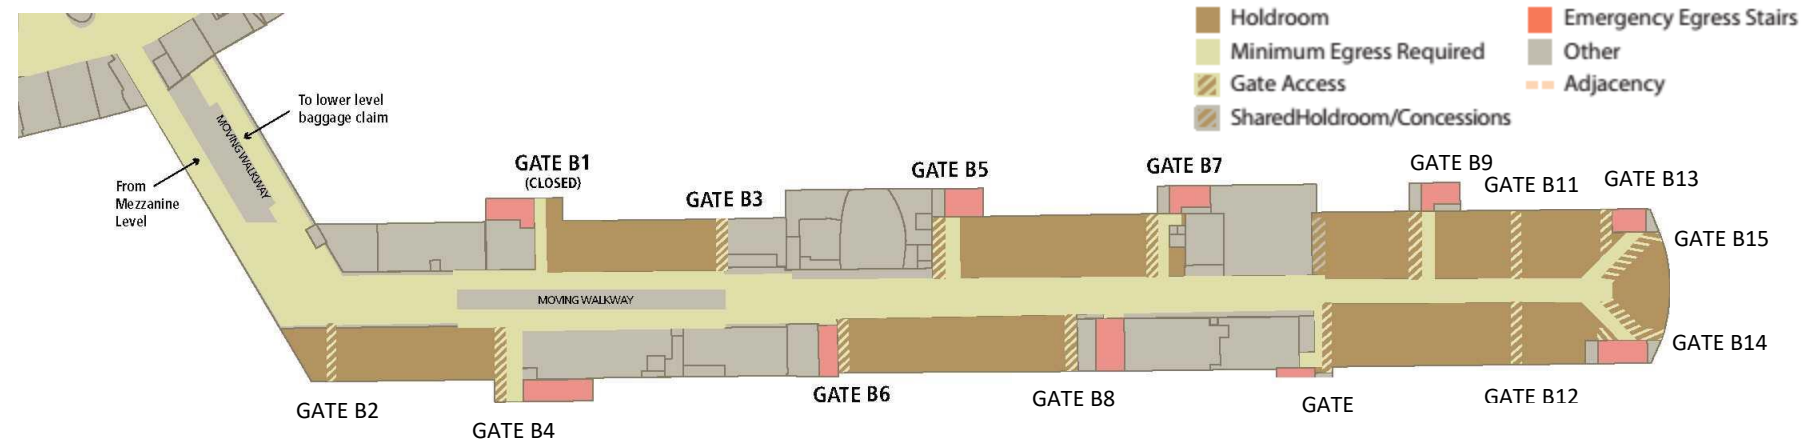 Holdroom
Emergency Egress Stairs
Minimum Egress Required
Other
Gate Access
Adjacency
SharedHoldroom/Concessions
To lower level
baggage claim
MOVING WALKWAY
From
Mezzanine
Level
GATE B1
(CLOSED)
GATE B3
GATE B5
GATE B7
GATE B9
GATE B11
GATE B13
GATE B15
MOVING WALKWAY
GATE B14
GATE B2
GATE B4
GATE B6
GATE B8
GATE
GATE B12